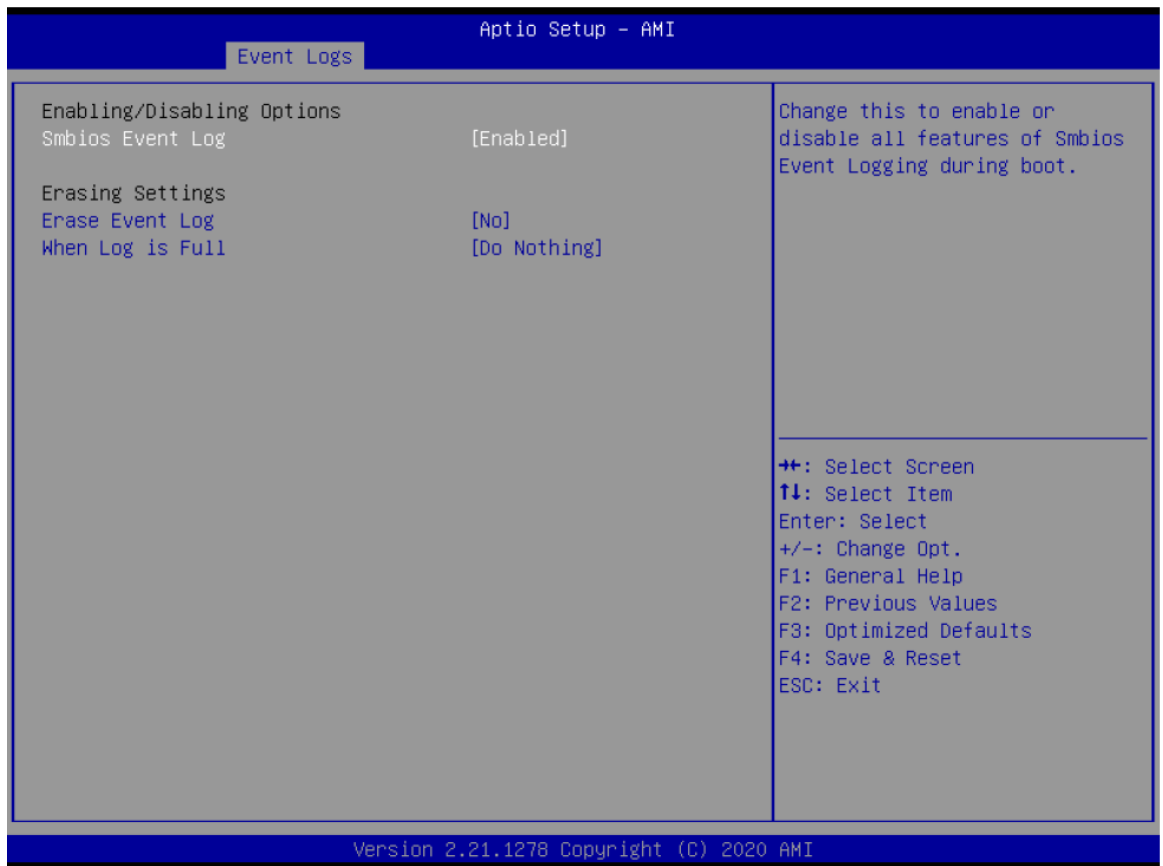 Aptio Setup – AMI
Event Logs
Enabling/Disabling Options
Smbios Event Log [Enabled]
Erasing Settings
Erase Event Log [No]
When Log is Full [Do Nothing]
Change this to enable or
disable all features of Smbios
Event Logging during boot.
→←: Select Screen
↑↓: Select Item
Enter: Select
+/-: Change Opt.
F1: General Help
F2: Previous Values
F3: Optimized Defaults
F4: Save & Reset
ESC: Exit
Version 2.21.1278 Copyright (C) 2020 AMI